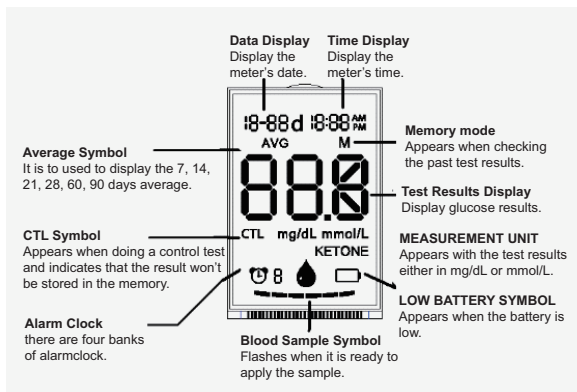 Data Display
Display the
meter's date.
Time Display
Display the
meter's time.
18-88d 18:88 AM
PM
AVG M
88.8
CTL mg/dL mmol/L
KETONE
8
Average Symbol
It is to used to display the 7, 14,
21, 28, 60, 90 days average.
CTL Symbol
Appears when doing a control test
and indicates that the result won't
be stored in the memory.
Alarm Clock
there are four banks
of alarmclock.
Blood Sample Symbol
Flashes when it is ready to
apply the sample.
Memory mode
Appears when checking
the past test results.
Test Results Display
Display glucose results.
MEASUREMENT UNIT
Appears with the test results
either in mg/dL or mmol/L.
LOW BATTERY SYMBOL
Appears when the battery is
low.